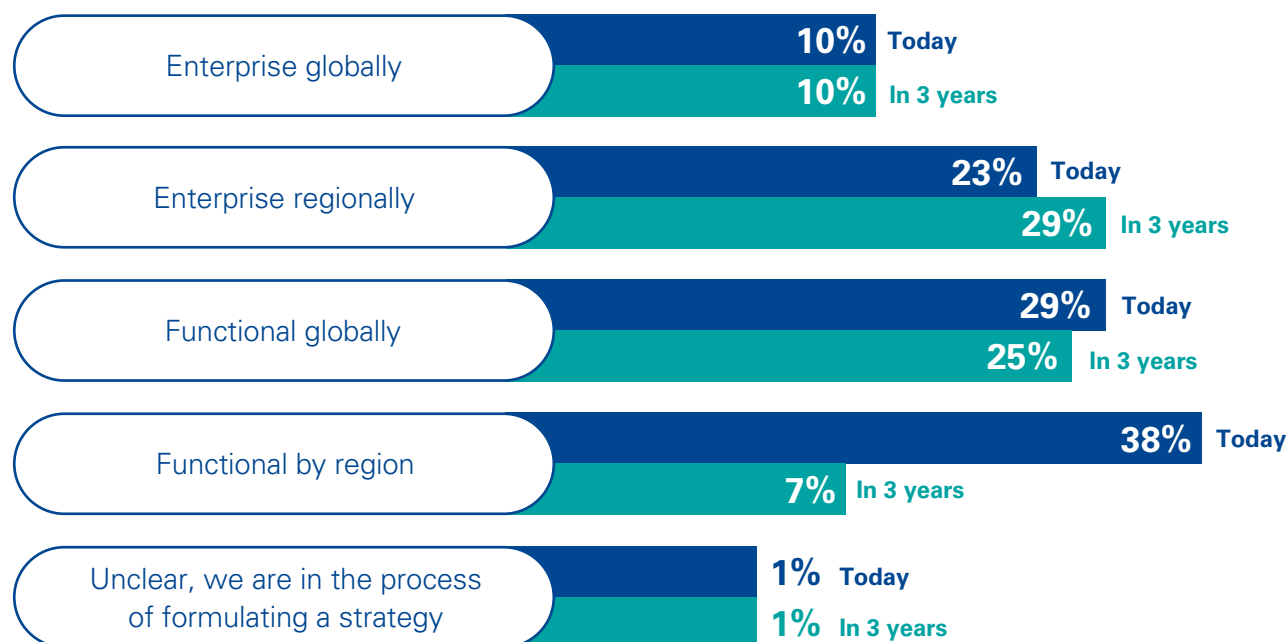 Enterprise globally
10% Today
10% In 3 years
Enterprise regionally
23% Today
29% In 3 years
Functional globally
29% Today
25% In 3 years
Functional by region
38% Today
7% In 3 years
Unclear, we are in the process
of formulating a strategy
1% Today
1% In 3 years